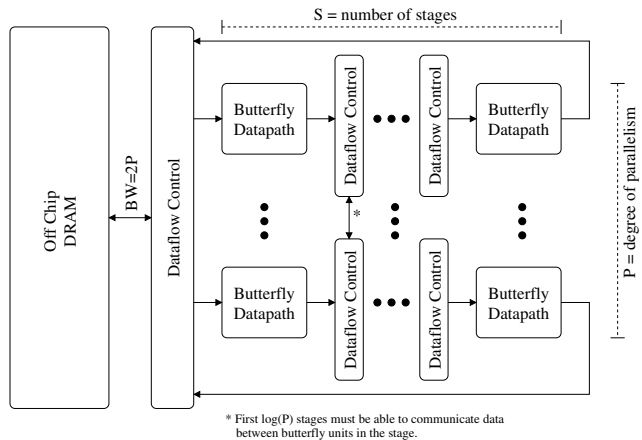 S = number of stages
Off Chip
DRAM
BW=2P
Dataflow Control
Butterfly
Datapath
Dataflow Control
Dataflow Control
Butterfly
Datapath
*
P = degree of parallelism
Butterfly
Datapath
Dataflow Control
Dataflow Control
Butterfly
Datapath
* First log(P) stages must be able to communicate data
between butterfly units in the stage.